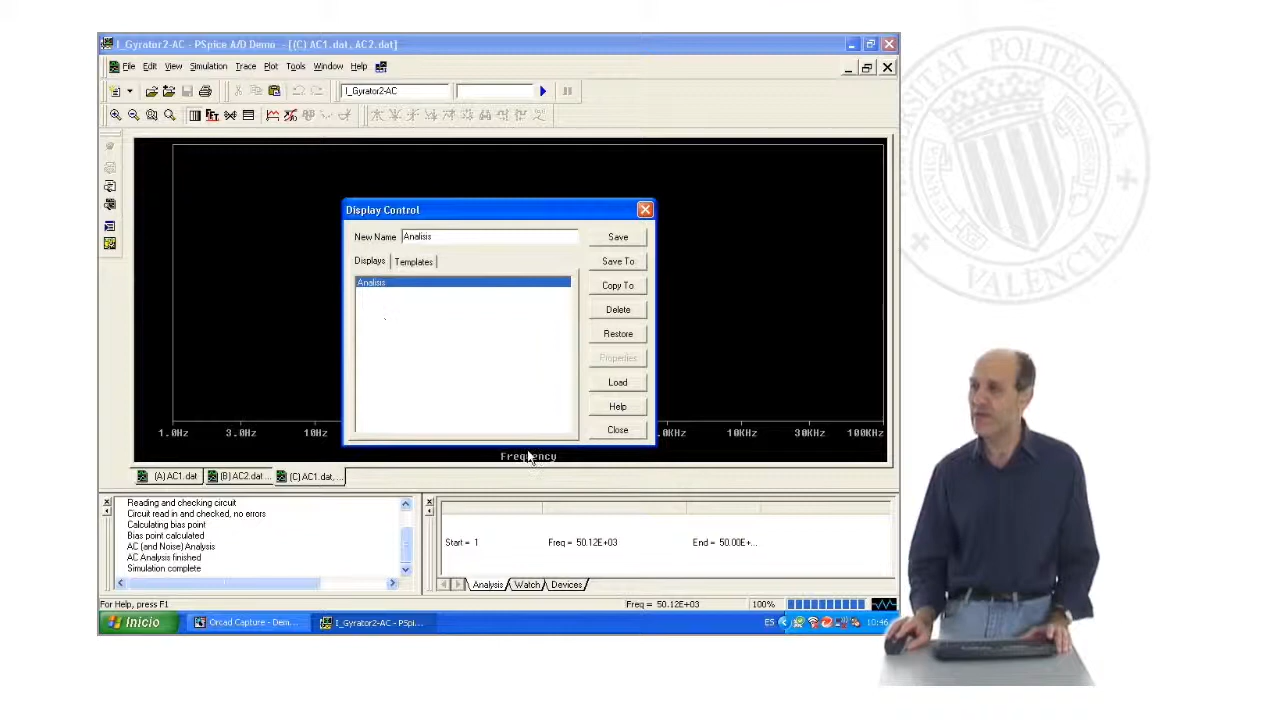 I_Gyrator2-AC - PSpice A/D Demo - [(C) AC1.dat, AC2.dat]
File Edit View Simulation Trace Plot Tools Window Help
I_Gyrator2-AC
Display Control
New Name Analisis Save
Displays Templates Save To
Analisis Copy To
Delete
Restore
Properties
Load
Help
Close
1.0Hz 3.0Hz 10Hz .0KHz 10KHz 30KHz 100KHz
Frequency
(A) AC1.dat (B) AC2.dat ... (C) AC1.dat, ...
Reading and checking circuit
Circuit read in and checked, no errors
Calculating bias point
Bias point calculated
AC (and Noise) Analysis
AC Analysis finished
Simulation complete
Start = 1 Freq = 50.12E+03 End = 50.00E+...
Analysis Watch Devices
For Help, press F1 Freq = 50.12E+03 100%
Inicio Orcad Capture - Dem... I_Gyrator2-AC - PSpi... ES 10:46
UNIVERSITAT POLITECNICA
VALENCIA